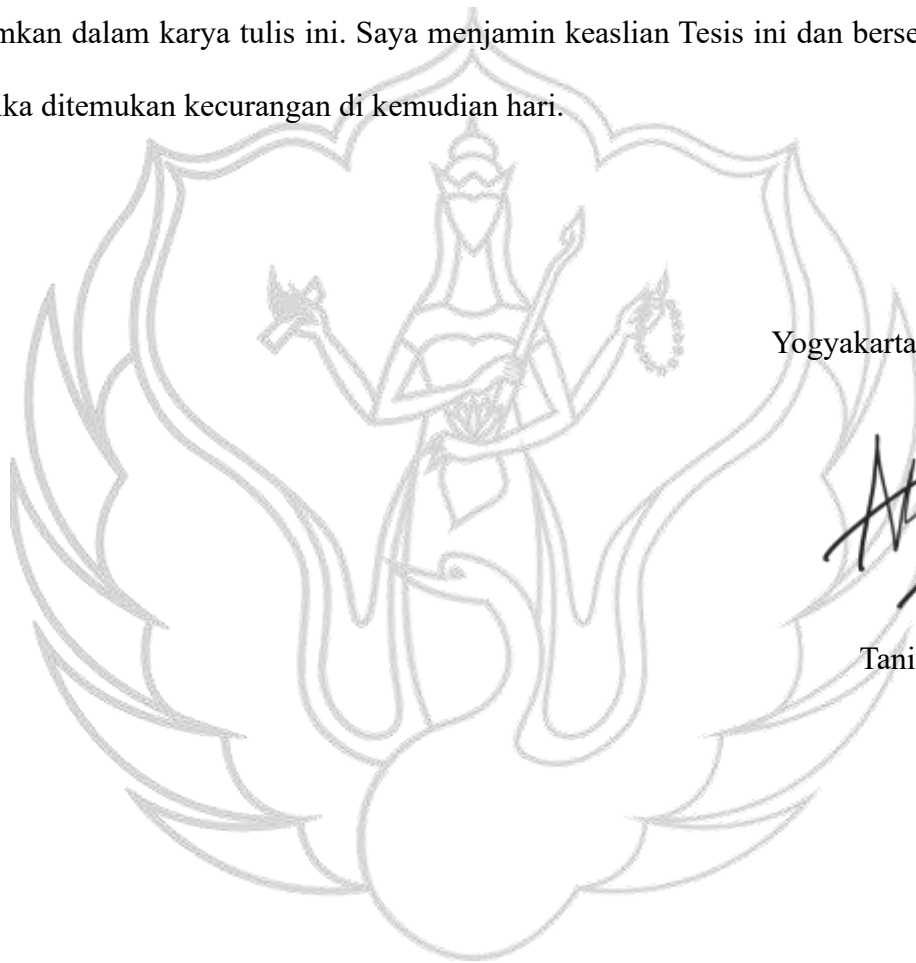 mkan dalam karya tulis ini. Saya menjamin keaslian Tesis ini dan berse
ika ditemukan kecurangan di kemudian hari.
Yogyakarta
Tani